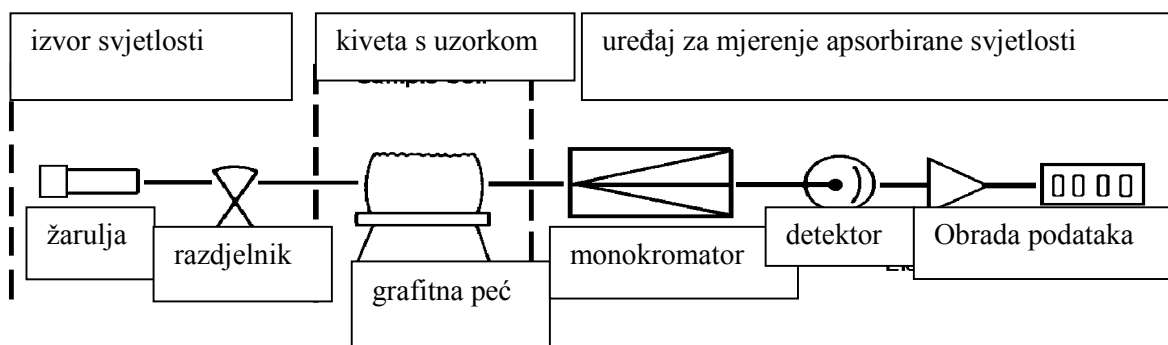 izvor svjetlosti
kiveta s uzorkom
uređaj za mjerenje apsorbirane svjetlosti
žarulja
razdjelnik
grafitna peć
monokromator
detektor
Obrada podataka